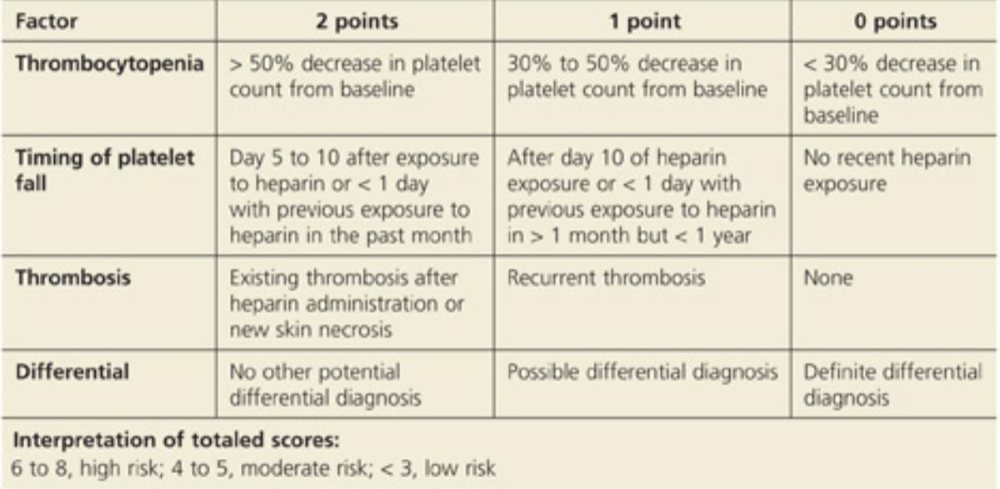 Factor 2 points 1 point 0 points
Thrombocytopenia
> 50% decrease in platelet
count from baseline
30% to 50% decrease in
platelet count from baseline
< 30% decrease in
platelet count from
baseline
Timing of platelet
fall
Day 5 to 10 after exposure
to heparin or < 1 day
with previous exposure to
heparin in the past month
After day 10 of heparin
exposure or < 1 day with
previous exposure to heparin
in > 1 month but < 1 year
No recent heparin
exposure
Thrombosis
Existing thrombosis after
heparin administration or
new skin necrosis
Recurrent thrombosis
None
Differential
No other potential
differential diagnosis
Possible differential diagnosis
Definite differential
diagnosis
Interpretation of totaled scores:
6 to 8, high risk; 4 to 5, moderate risk; < 3, low risk